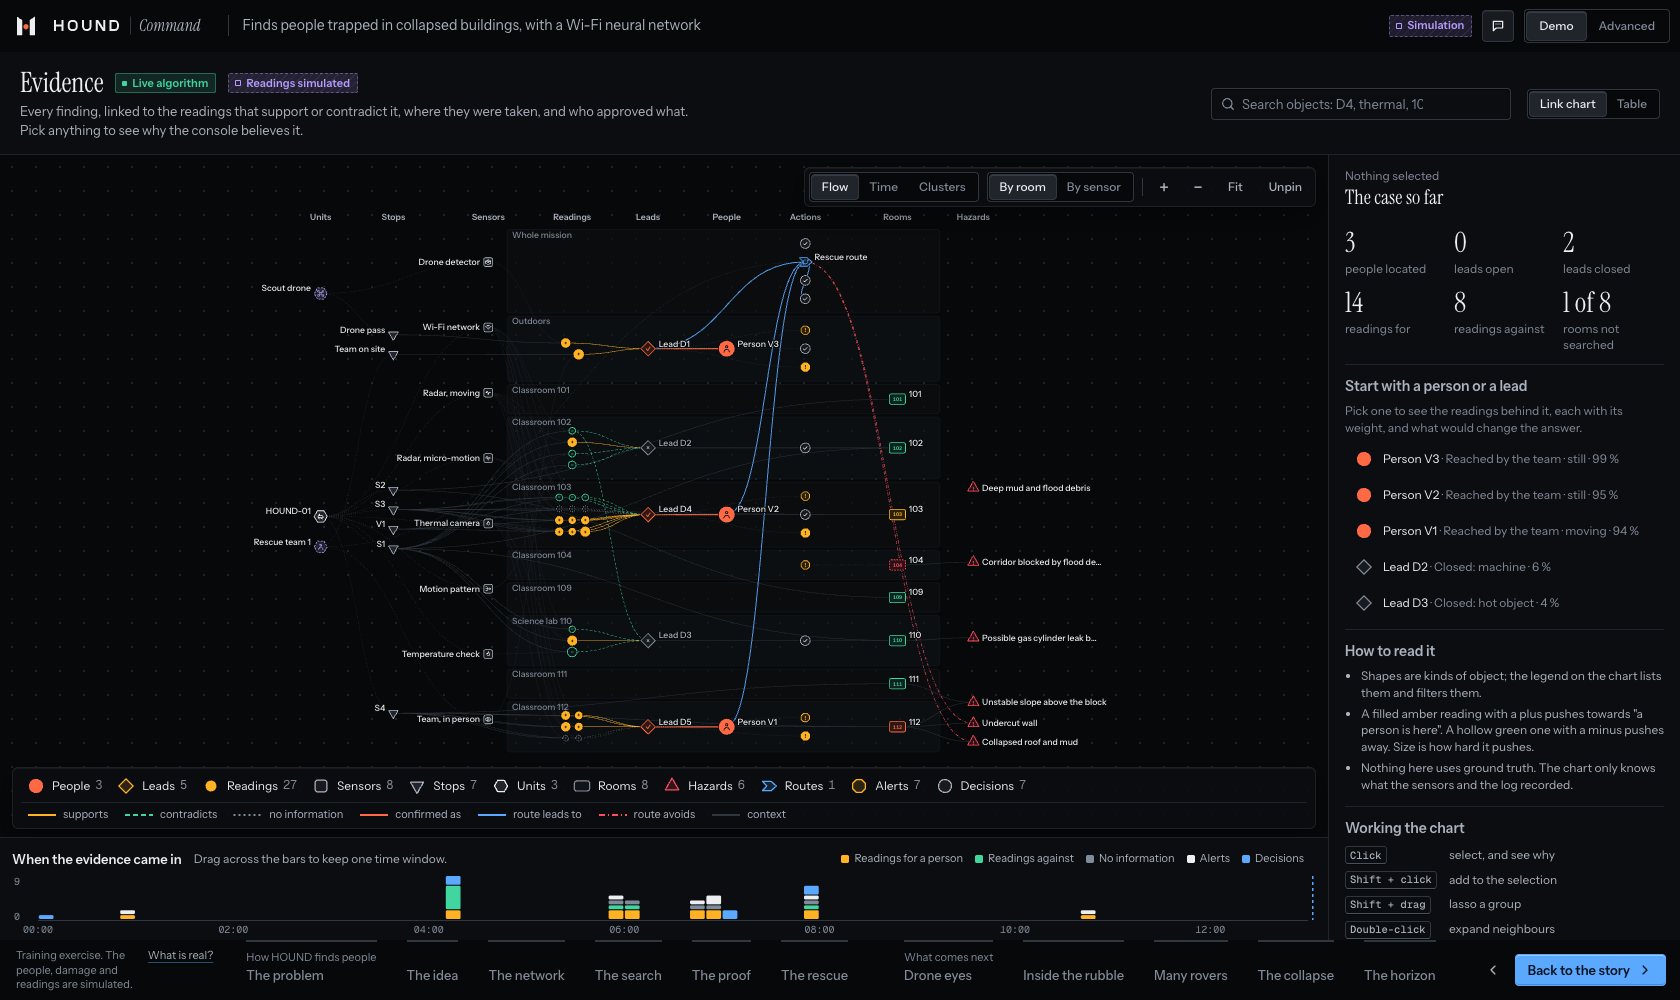 HOUND Command
Finds people trapped in collapsed buildings, with a Wi-Fi neural network
Simulation
Demo
Advanced
Evidence
Live algorithm
Readings simulated
Every finding, linked to the readings that support or contradict it, where they were taken, and who approved what.
Pick anything to see why the console believes it.
Search objects: D4, thermal, 10
Link chart
Table
Flow
Time
Clusters
By room
By sensor
+
−
Fit
Unpin
Units
Stops
Sensors
Readings
Leads
People
Actions
Rooms
Hazards
Whole mission
Rescue route
Drone detector
Scout drone
Outdoors
Wi-Fi network
Drone pass
Team on site
Lead D1
Person V3
Classroom 101
Radar, moving
101
101
Classroom 102
Lead D2
102
102
Radar, micro-motion
Classroom 103
S2
S3
V1
S1
HOUND-01
Rescue team 1
Thermal camera
Lead D4
Person V2
103
103
Deep mud and flood debris
Classroom 104
104
104
Corridor blocked by flood de...
Classroom 109
Motion pattern
109
109
Science lab 110
Lead D3
110
110
Possible gas cylinder leak b...
Temperature check
Classroom 111
111
111
Unstable slope above the block
Classroom 112
S4
Team, in person
Lead D5
Person V1
112
112
Undercut wall
Collapsed roof and mud
People 3
Leads 5
Readings 27
Sensors 8
Stops 7
Units 3
Rooms 8
Hazards 6
Routes 1
Alerts 7
Decisions 7
supports
contradicts
no information
confirmed as
route leads to
route avoids
context
When the evidence came in
Drag across the bars to keep one time window.
Readings for a person
Readings against
No information
Alerts
Decisions
9
0
00:00
02:00
04:00
06:00
08:00
10:00
12:00
Nothing selected
The case so far
3
people located
0
leads open
2
leads closed
14
readings for
8
readings against
1 of 8
rooms not
searched
Start with a person or a lead
Pick one to see the readings behind it, each with its
weight, and what would change the answer.
Person V3 · Reached by the team · still · 99 %
Person V2 · Reached by the team · still · 95 %
Person V1 · Reached by the team · moving · 94 %
Lead D2 · Closed: machine · 6 %
Lead D3 · Closed: hot object · 4 %
How to read it
• Shapes are kinds of object; the legend on the chart lists
them and filters them.
• A filled amber reading with a plus pushes towards "a
person is here". A hollow green one with a minus pushes
away. Size is how hard it pushes.
• Nothing here uses ground truth. The chart only knows
what the sensors and the log recorded.
Working the chart
Click
select, and see why
Shift + click
add to the selection
Shift + drag
lasso a group
Double-click
expand neighbours
Training exercise. The
people, damage and
readings are simulated.
What is real?
How HOUND finds people
The problem
The idea
The network
The search
The proof
The rescue
What comes next
Drone eyes
Inside the rubble
Many rovers
The collapse
The horizon
Back to the story